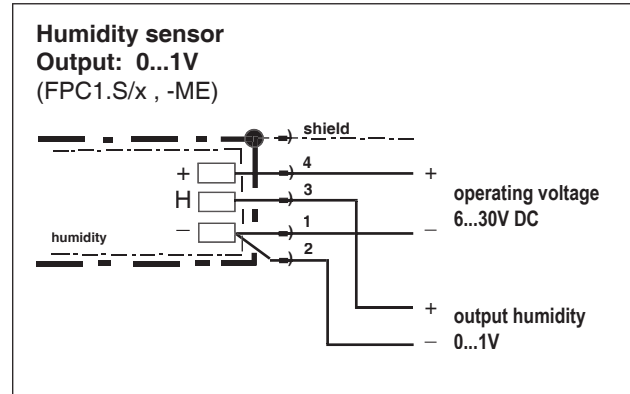 Humidity sensor
Output: 0...1V
(FPC1.S/x , -ME)
shield
+ 4 +
H 3
operating voltage
6...30V DC
− 1 −
humidity
2
+
output humidity
0...1V
−